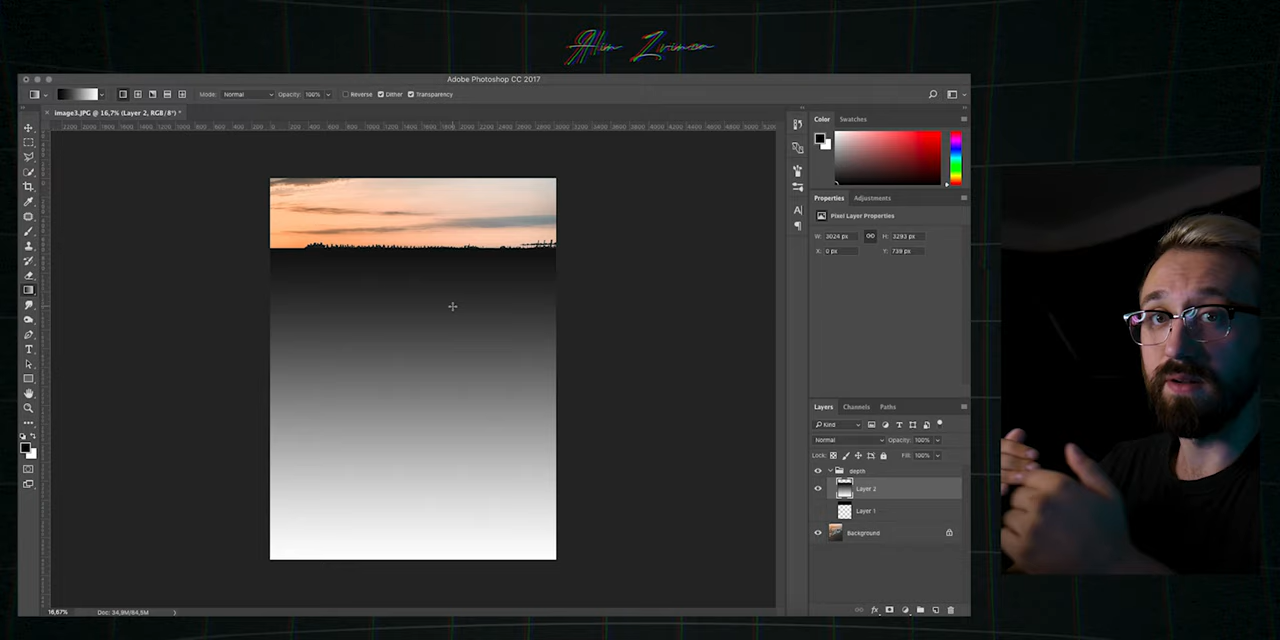 Adobe Photoshop CC 2017
Mode: Normal Opacity: 100% Reverse Dither Transparency
image3.JPG @ 16,7% (Layer 2, RGB/8*) *
Color Swatches
Properties Adjustments
Pixel Layer Properties
W: 3024 px H: 3293 px
X: 0 px Y: 739 px
Layers Channels Paths
Kind
Normal Opacity: 100%
Lock: Fill: 100%
depth
Layer 2
Layer 1
Background
16,67% Doc: 34,9M/84,5M